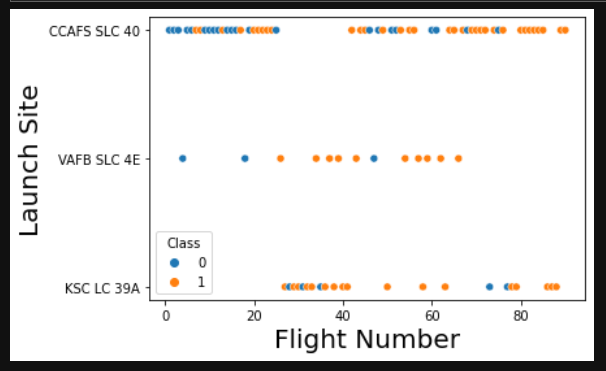 CCAFS SLC 40
VAFB SLC 4E
KSC LC 39A
Launch Site
Class
0
1
0 20 40 60 80
Flight Number